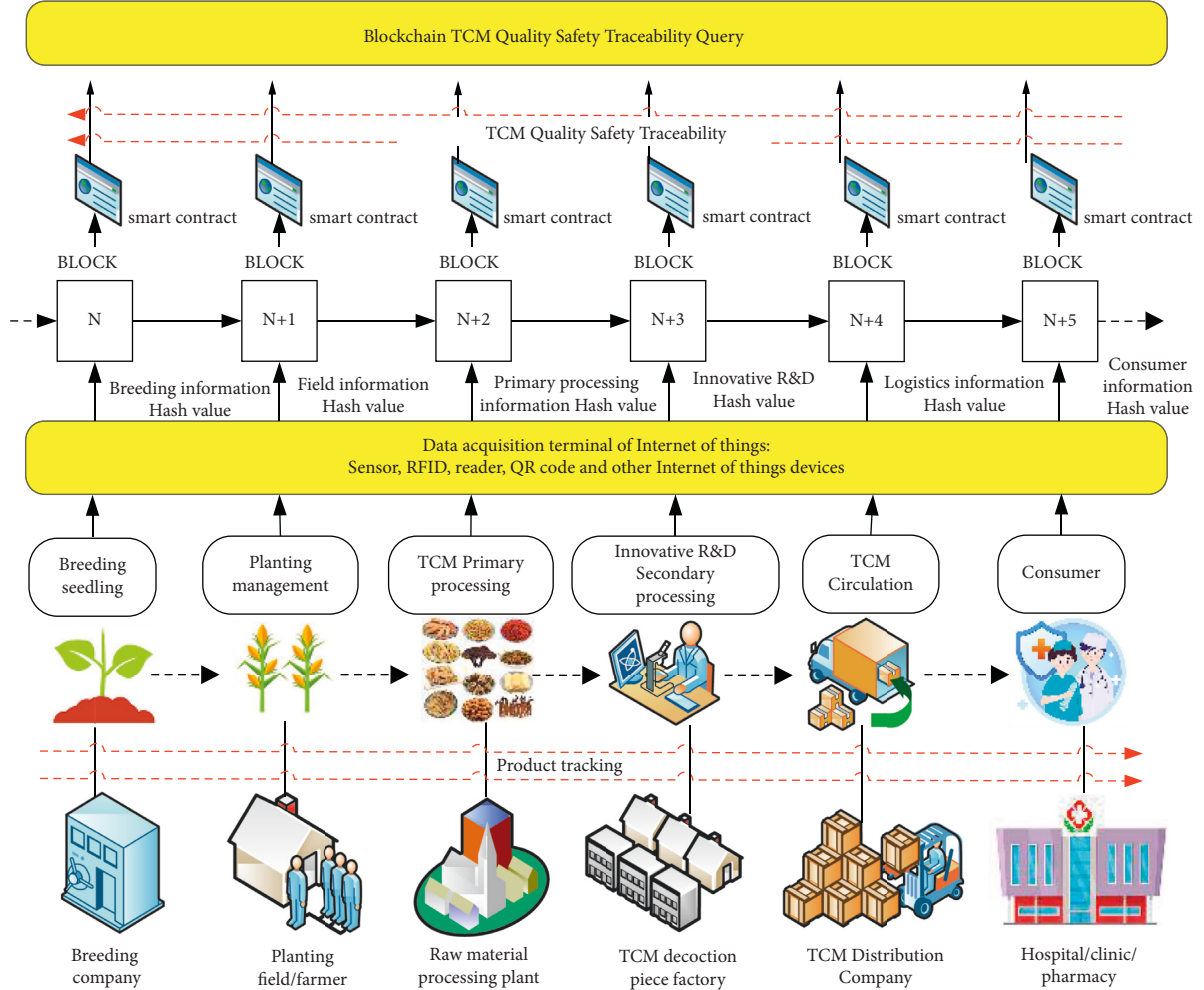 Blockchain TCM Quality Safety Traceability Query
TCM Quality Safety Traceability
smart contract
smart contract
smart contract
smart contract
smart contract
smart contract
BLOCK
BLOCK
BLOCK
BLOCK
BLOCK
BLOCK
N
N+1
N+2
N+3
N+4
N+5
Breeding information
Hash value
Field information
Hash value
Primary processing
information Hash value
Innovative R&D
Hash value
Logistics information
Hash value
Consumer
information
Hash value
Data acquisition terminal of Internet of things:
Sensor, RFID, reader, QR code and other Internet of things devices
Breeding
seedling
Planting
management
TCM Primary
processing
Innovative R&D
Secondary
processing
TCM
Circulation
Consumer
Product tracking
Breeding
company
Planting
field/farmer
Raw material
processing plant
TCM decoction
piece factory
TCM Distribution
Company
Hospital/clinic/
pharmacy